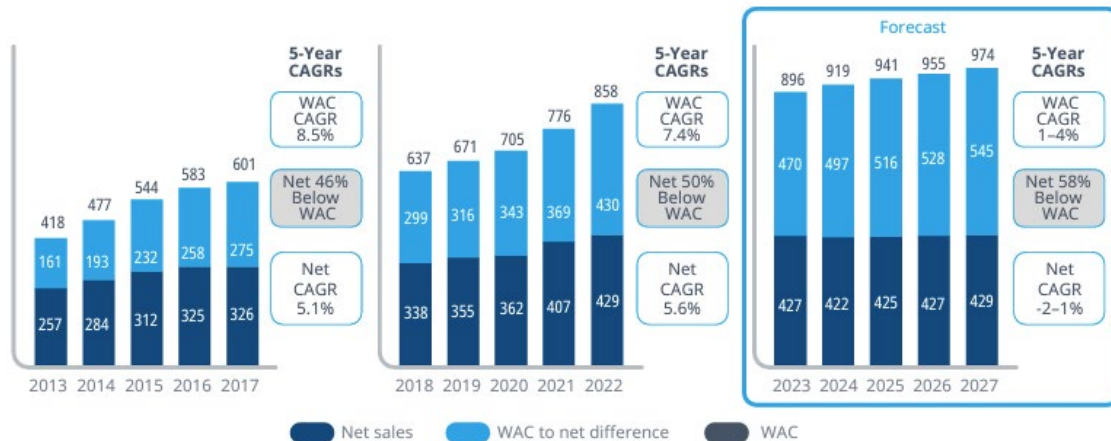 Forecast
5-Year
CAGRs
WAC
CAGR
8.5%
Net 46%
Below
WAC
Net
CAGR
5.1%
418
477
544
583
601
161
193
232
258
275
257
284
312
325
326
2013 2014 2015 2016 2017
5-Year
CAGRs
WAC
CAGR
7.4%
Net 50%
Below
WAC
Net
CAGR
5.6%
637
671
705
776
858
299
316
343
369
430
338
355
362
407
429
2018 2019 2020 2021 2022
5-Year
CAGRs
WAC
CAGR
1–4%
Net 58%
Below
WAC
Net
CAGR
-2–1%
896
919
941
955
974
470
497
516
528
545
427
422
425
427
429
2023 2024 2025 2026 2027
Net sales
WAC to net difference
WAC